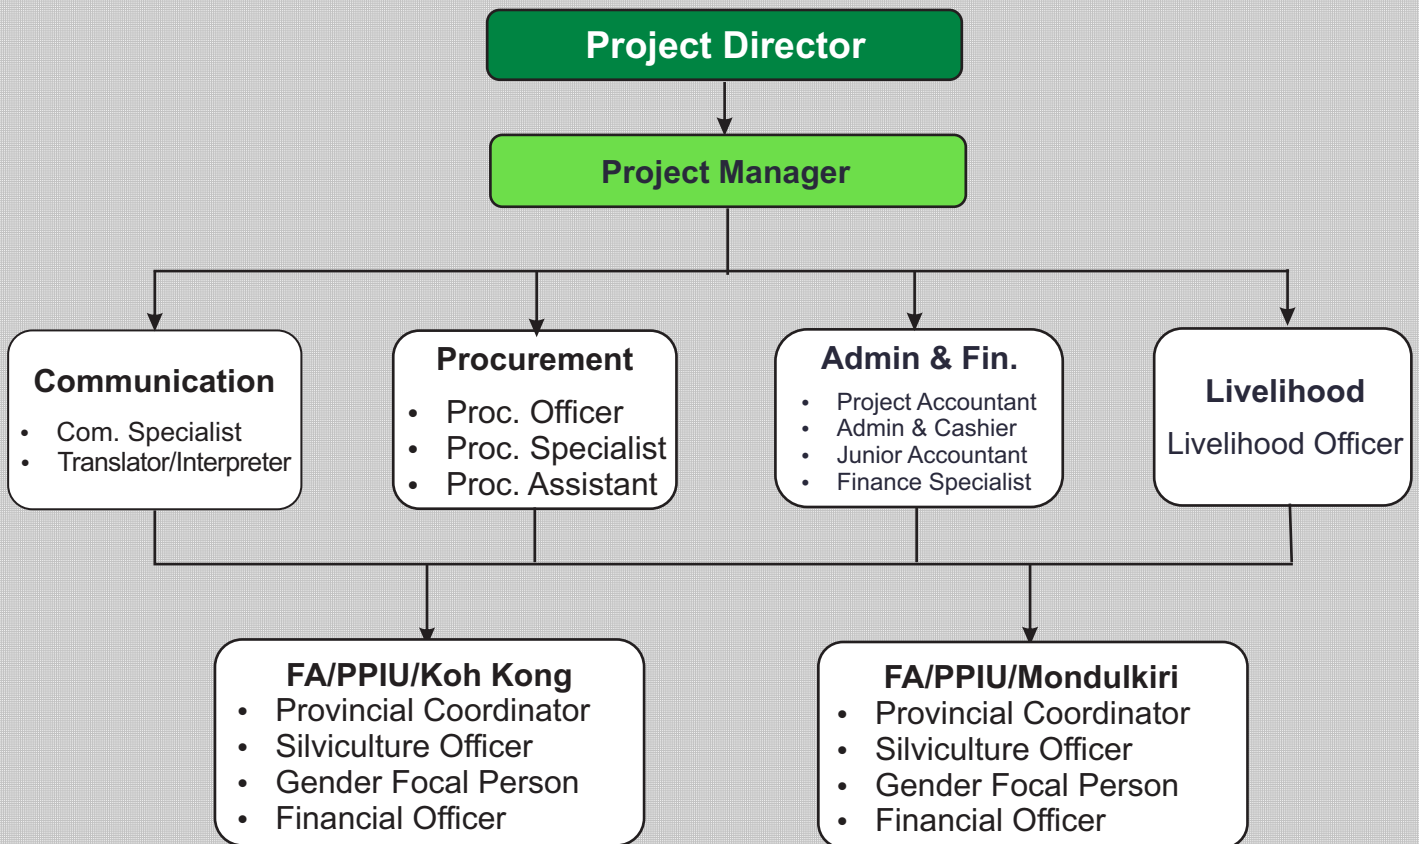 Project Director
Project Manager
Communication
• Com. Specialist
• Translator/Interpreter
Procurement
• Proc. Officer
• Proc. Specialist
• Proc. Assistant
Admin & Fin.
• Project Accountant
• Admin & Cashier
• Junior Accountant
• Finance Specialist
Livelihood
Livelihood Officer
FA/PPIU/Koh Kong
• Provincial Coordinator
• Silviculture Officer
• Gender Focal Person
• Financial Officer
FA/PPIU/Mondulkiri
• Provincial Coordinator
• Silviculture Officer
• Gender Focal Person
• Financial Officer